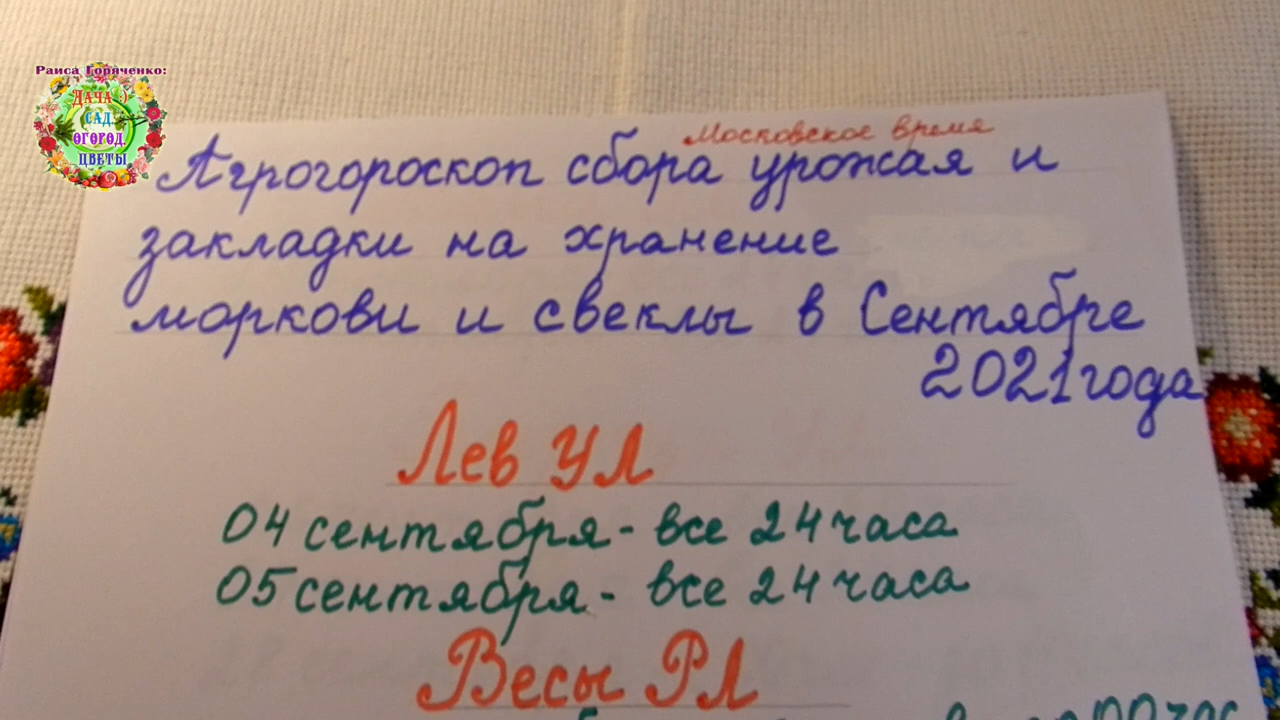 Раиса Горяченко:
ДАЧА
САД.
ОГОРОД.
ЦВЕТЫ
Московское время
Агрогороскоп сбора урожая и
закладки на хранение
моркови и свеклы в Сентябре
2021 года
Лев УЛ
04 сентября - все 24 часа
05 сентября - все 24 часа
Весы РЛ